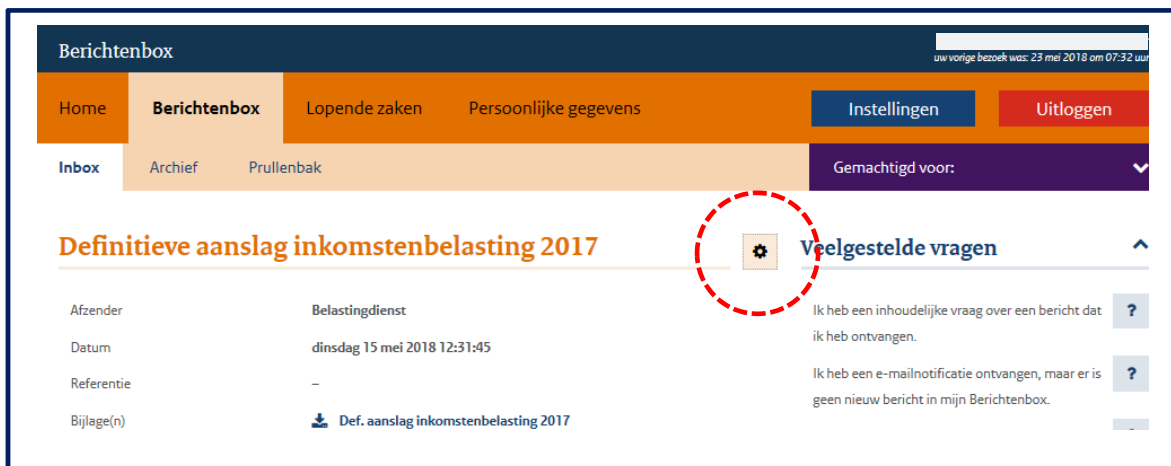 Berichtenbox
uw vorige bezoek was: 23 mei 2018 om 07:32 uur
Home Berichtenbox Lopende zaken Persoonlijke gegevens Instellingen Uitloggen
Inbox Archief Prullenbak Gemachtigd voor:
Definitieve aanslag inkomstenbelasting 2017
Afzender Belastingdienst
Datum dinsdag 15 mei 2018 12:31:45
Referentie –
Bijlage(n) Def. aanslag inkomstenbelasting 2017
Veelgestelde vragen
Ik heb een inhoudelijke vraag over een bericht dat ?
ik heb ontvangen.
Ik heb een e-mailnotificatie ontvangen, maar er is ?
geen nieuw bericht in mijn Berichtenbox.